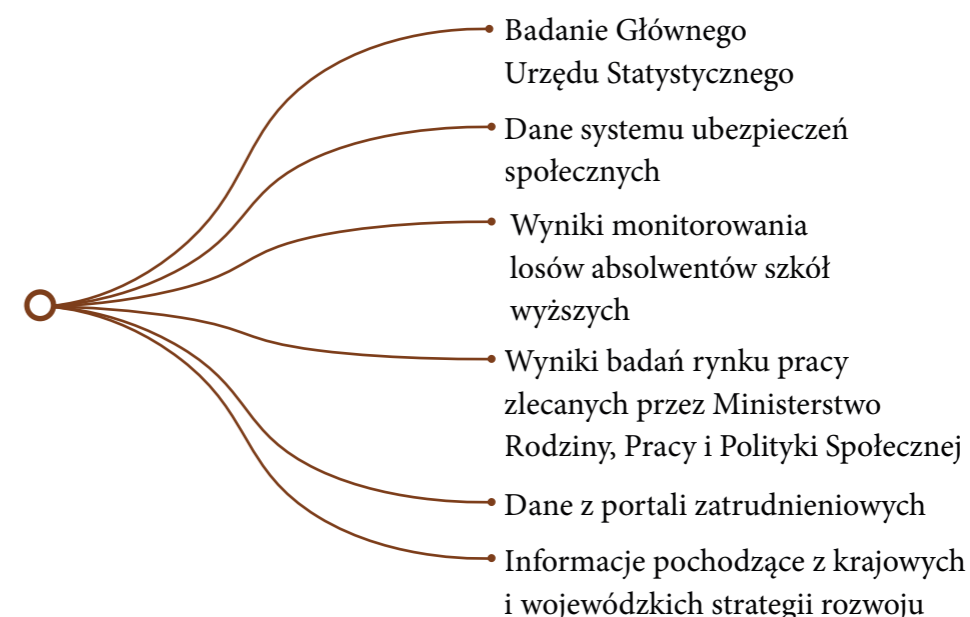 Badanie Głównego
Urzędu Statystycznego
Dane systemu ubezpieczeń
społecznych
Wyniki monitorowania
losów absolwentów szkół
wyższych
Wyniki badań rynku pracy
zlecanych przez Ministerstwo
Rodziny, Pracy i Polityki Społecznej
Dane z portali zatrudnieniowych
Informacje pochodzące z krajowych
i wojewódzkich strategii rozwoju